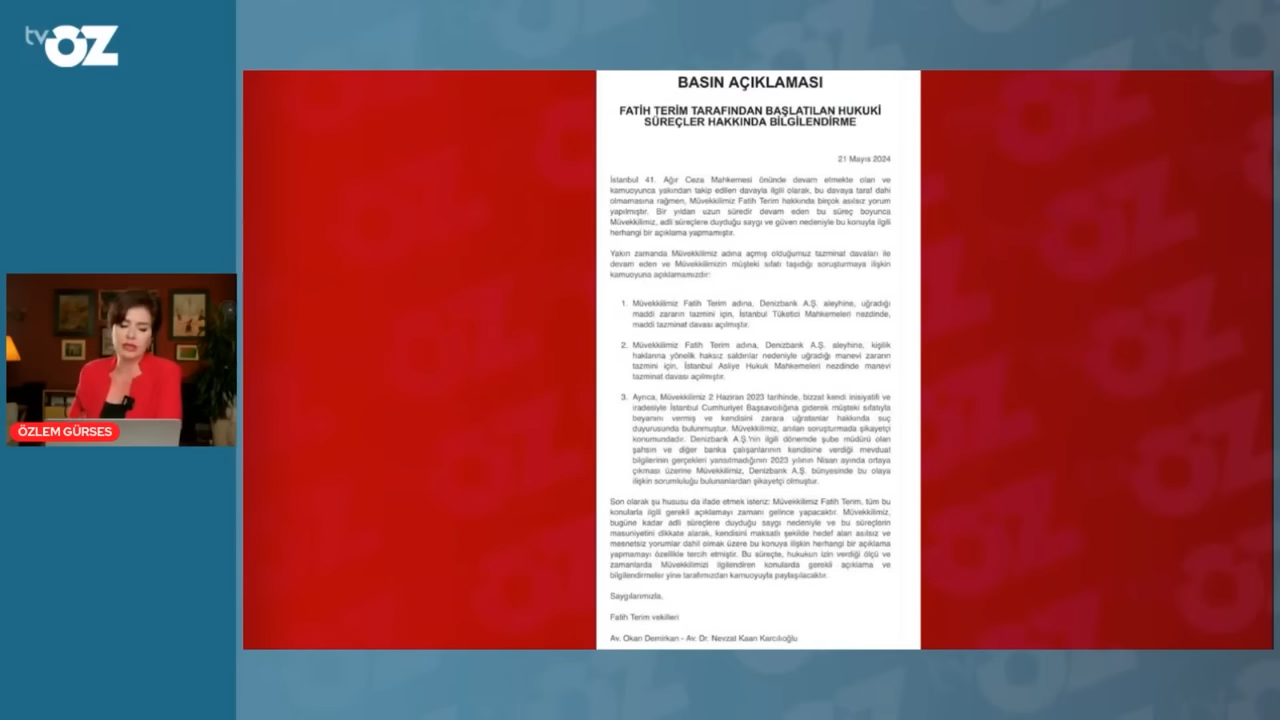 tv ÖZ
BASIN AÇIKLAMASI
FATİH TERİM TARAFINDAN BAŞLATILAN HUKUKİ
SÜREÇLER HAKKINDA BİLGİLENDİRME
21 Mayıs 2024
İstanbul 41. Ağır Ceza Mahkemesi önünde devam etmekte olan ve
kamuoyunca yakından takip edilen davayla ilgili olarak, bu davaya taraf dahi
olmamasına rağmen, Müvekkilimiz Fatih Terim hakkında birçok asılsız yorum
yapılmıştır. Bir yıldan uzun süredir devam eden bu süreç boyunca
Müvekkilimiz, adli süreçlere duyduğu saygı ve güven nedeniyle bu konuyla ilgili
herhangi bir açıklama yapmamıştır.
Yakın zamanda Müvekkilimiz adına açmış olduğumuz tazminat davaları ile
devam eden ve Müvekkilimizin müşteki sıfatı taşıdığı soruşturmaya ilişkin
kamuoyuna açıklamamızdır:
1. Müvekkilimiz Fatih Terim adına, Denizbank A.Ş. aleyhine, uğradığı
maddi zararın tazmini için, İstanbul Tüketici Mahkemeleri nezdinde,
maddi tazminat davası açılmıştır.
2. Müvekkilimiz Fatih Terim adına, Denizbank A.Ş. aleyhine, kişilik
haklarına yönelik haksız saldırılar nedeniyle uğradığı manevi zararın
tazmini için, İstanbul Asliye Hukuk Mahkemeleri nezdinde manevi
tazminat davası açılmıştır.
3. Ayrıca, Müvekkilimiz 2 Haziran 2023 tarihinde, bizzat kendi inisiyatifi ve
iradesiyle İstanbul Cumhuriyet Başsavcılığına giderek müşteki sıfatıyla
beyanını vermiş ve kendisini zarara uğratanlar hakkında suç
duyurusunda bulunmuştur. Müvekkilimiz, anılan soruşturmada şikayetçi
konumundadır. Denizbank A.Ş.'nin ilgili dönemde şube müdürü olan
şahsın ve diğer banka çalışanlarının kendisine verdiği mevduat
bilgilerinin gerçekleri yansıtmadığının 2023 yılının Nisan ayında ortaya
çıkması üzerine Müvekkilimiz, Denizbank A.Ş. bünyesinde bu olaya
ilişkin sorumluluğu bulunanlardan şikayetçi olmuştur.
Son olarak şu hususu da ifade etmek isteriz: Müvekkilimiz Fatih Terim, tüm bu
konularla ilgili gerekli açıklamayı zamanı gelince yapacaktır. Müvekkilimiz,
bugüne kadar adli süreçlere duyduğu saygı nedeniyle ve bu süreçlerin
masuniyetini dikkate alarak, kendisini maksatlı şekilde hedef alan asılsız ve
mesnetsiz yorumlar dahil olmak üzere bu konuya ilişkin herhangi bir açıklama
yapmamayı özellikle tercih etmiştir. Bu süreçte, hukukun izin verdiği ölçü ve
zamanlarda Müvekkilimizi ilgilendiren konularda gerekli açıklama ve
bilgilendirmeler yine tarafımızdan kamuoyuyla paylaşılacaktır.
Saygılarımızla,
Fatih Terim vekilleri
Av. Okan Demirkan - Av. Dr. Nevzat Kaan Karcılıoğlu
ÖZLEM GÜRSES